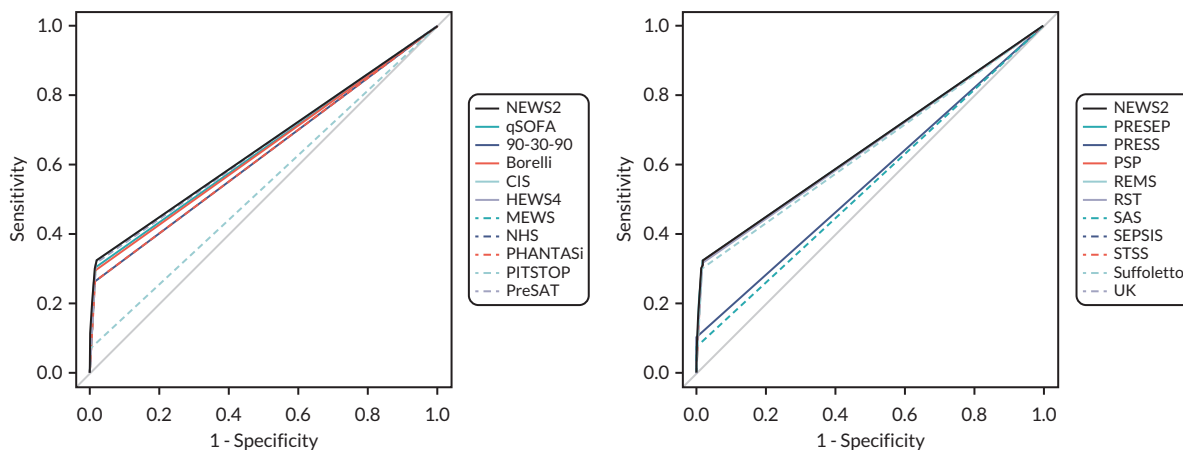 1.0
0.8
0.6
0.4
0.2
0.0
Sensitivity
0.0 0.2 0.4 0.6 0.8 1.0
1 - Specificity
NEWS2
qSOFA
90-30-90
Borelli
CIS
HEWS4
MEWS
NHS
PHANTASi
PITSTOP
PreSAT
1.0
0.8
0.6
0.4
0.2
0.0
Sensitivity
0.0 0.2 0.4 0.6 0.8 1.0
1 - Specificity
NEWS2
PRESEP
PRESS
PSP
REMS
RST
SAS
SEPSIS
STSS
Suffoletto
UK